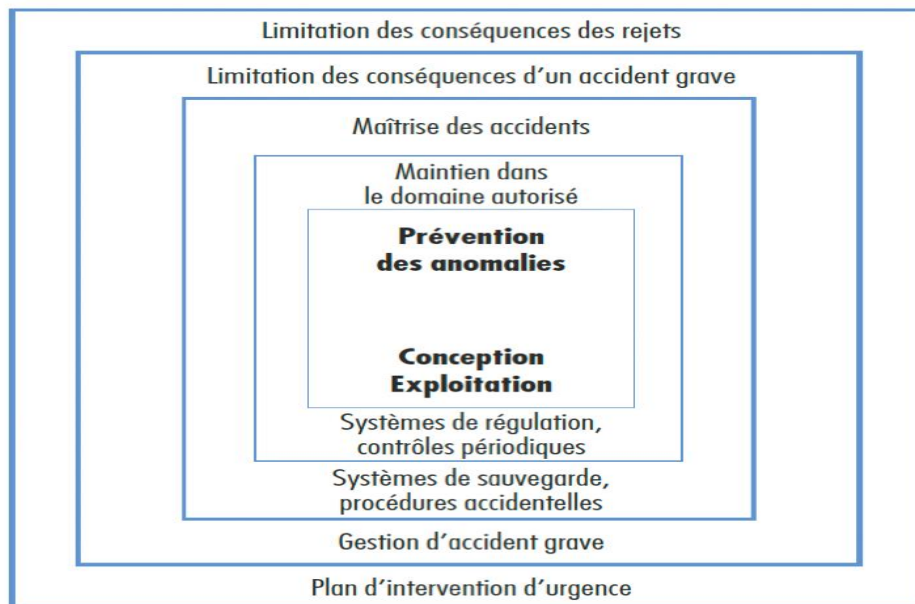 Limitation des conséquences des rejets
Limitation des conséquences d'un accident grave
Maîtrise des accidents
Maintien dans
le domaine autorisé
Prévention
des anomalies
Conception
Exploitation
Systèmes de régulation,
contrôles périodiques
Systèmes de sauvegarde,
procédures accidentelles
Gestion d'accident grave
Plan d'intervention d'urgence